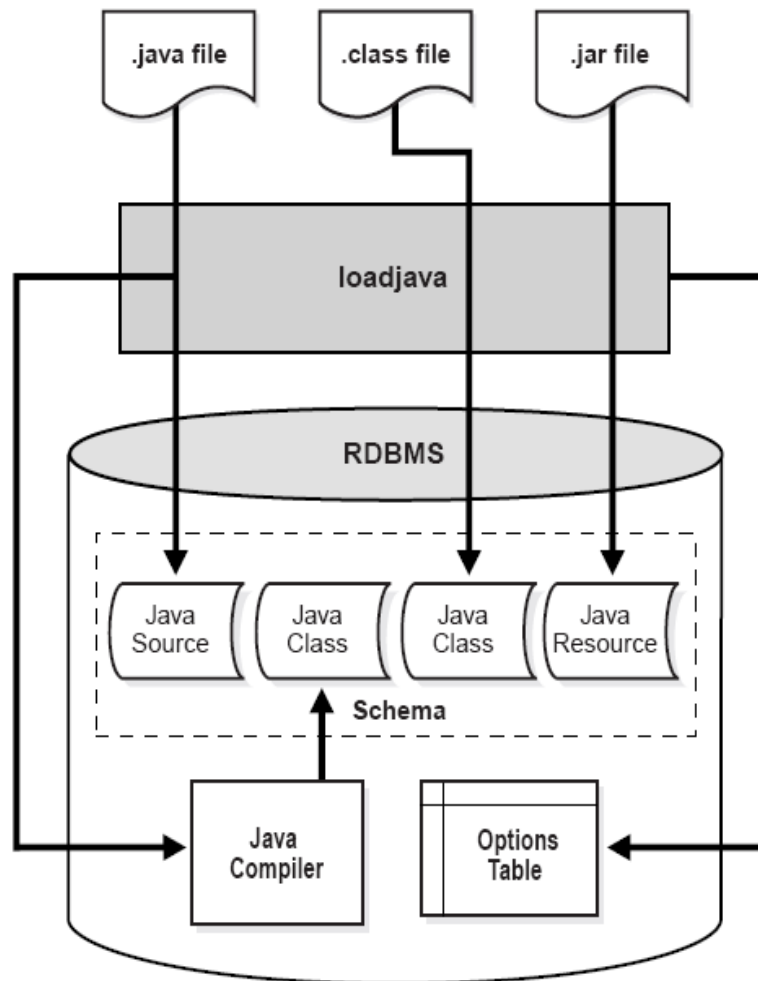 .java file
.class file
.jar file
loadjava
RDBMS
Java
Source
Java
Class
Java
Class
Java
Resource
Schema
Java
Compiler
Options
Table